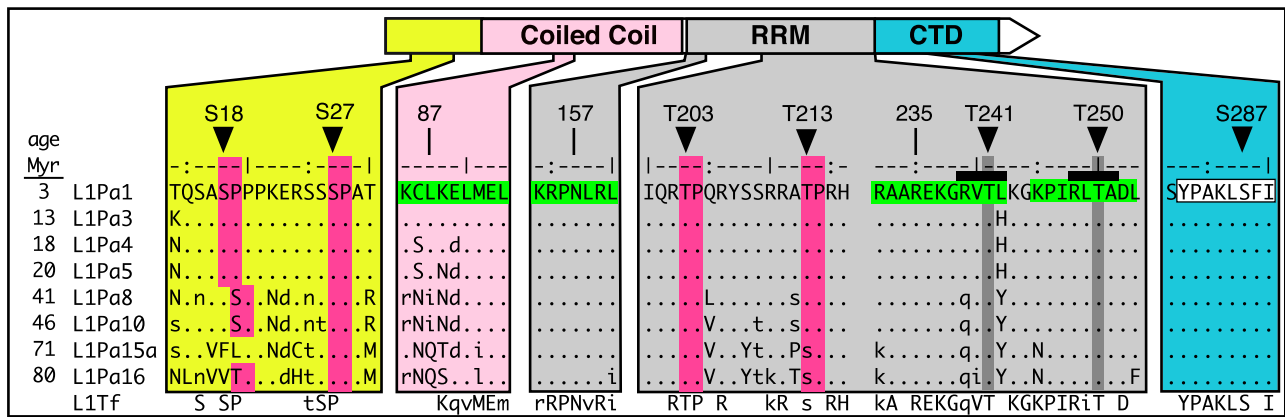 Coiled Coil RRM CTD
S18 S27 87 157 T203 T213 235 T241 T250 S287
age
Myr
3 L1Pa1 TQSASPPPKERSSSPAT KCLKELMEL KRPNLRL IQRTPQRYSSRRATPRH RAAREKGRVTLKGKPIRLTADL SYPAKLSFI
13 L1Pa3 K................ ......... ....... ................. ..........H........... .........
18 L1Pa4 N................ .S..d.... ....... ................. ..........H........... .........
20 L1Pa5 N................ .S.Nd.... ....... ................. ..........H........... .........
41 L1Pa8 N.n..S..Nd.n....R rNiNd.... ....... .....L......s.... .......q..Y........... .........
46 L1Pa10 s....S..Nd.nt...R rNiNd.... ....... .....V...t..s.... .......q..Y........... .........
71 L1Pa15a s..VFL..NdCt....M .NQTd.i.. ....... .....V..Yt..Ps... k......q..Y..N........ .........
80 L1Pa16 NLnVVT...dHt....M rNQS..l.. ......i .....V..Ytk.Ts... k......qi.Y..N.......F .........
L1Tf S SP tSP KqvMEm rRPNvRi RTP R kR s RH kA REKGqVT KGKPIRiT D YPAKLS I